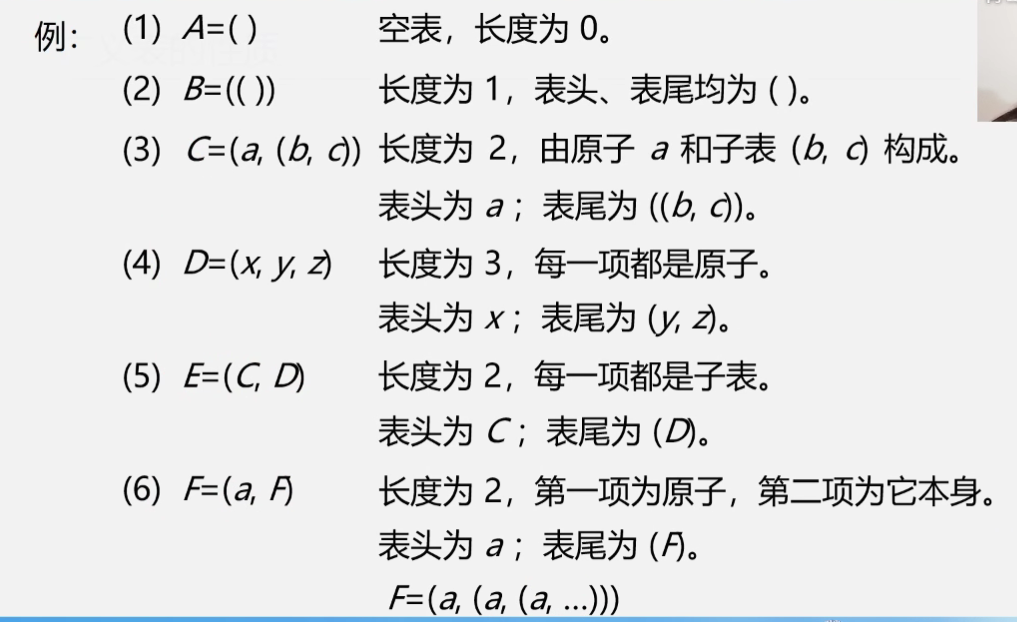 例： (1) A=( ) 空表，长度为 0。
(2) B=(( )) 长度为 1，表头、表尾均为 ( )。
(3) C=(a, (b, c)) 长度为 2，由原子 a 和子表 (b, c) 构成。
表头为 a；表尾为 ((b, c))。
(4) D=(x, y, z) 长度为 3，每一项都是原子。
表头为 x；表尾为 (y, z)。
(5) E=(C, D) 长度为 2，每一项都是子表。
表头为 C；表尾为 (D)。
(6) F=(a, F) 长度为 2，第一项为原子，第二项为它本身。
表头为 a；表尾为 (F)。
F=(a, (a, (a, …)))